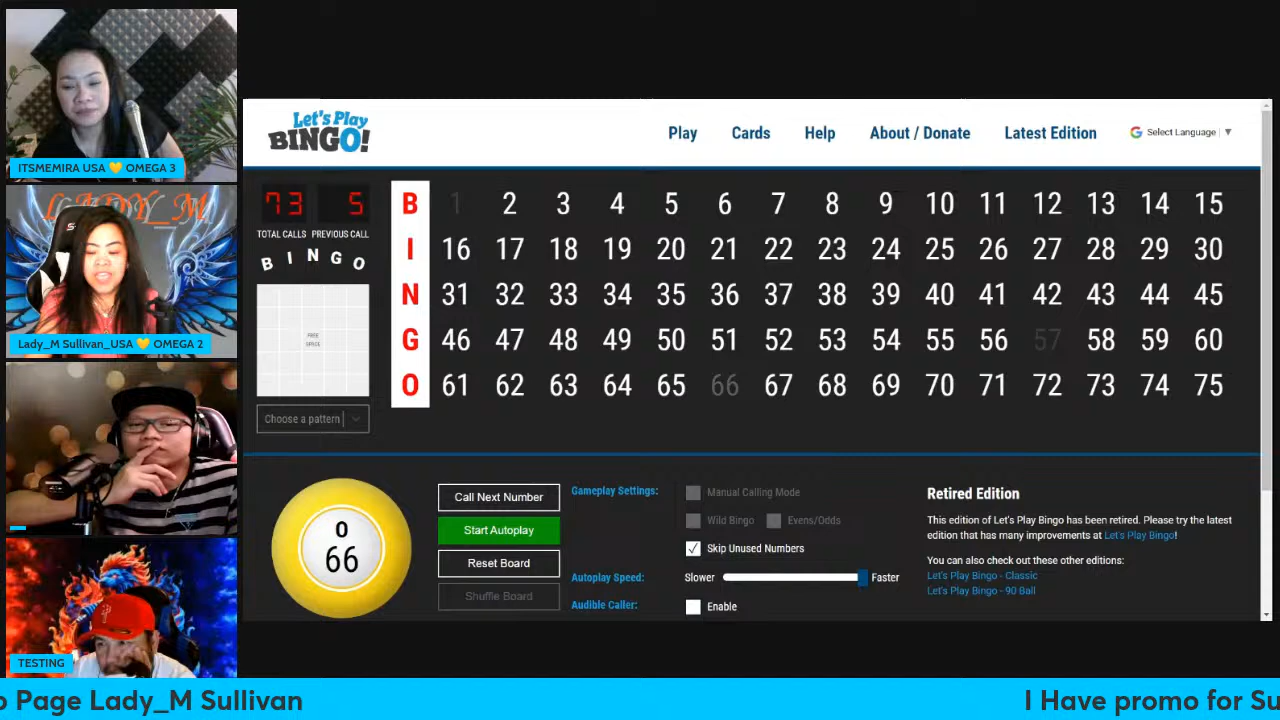 LADY_M
ITSMEMIRA USA 💛 OMEGA 3
Lady_M Sullivan_USA 💛 OMEGA 2
TESTING
Let's Play
BINGO!
Play Cards Help About / Donate Latest Edition Select Language ▼
73 5
TOTAL CALLS PREVIOUS CALL
B I N G O
FREE
SPACE
Choose a pattern
B 1 2 3 4 5 6 7 8 9 10 11 12 13 14 15
I 16 17 18 19 20 21 22 23 24 25 26 27 28 29 30
N 31 32 33 34 35 36 37 38 39 40 41 42 43 44 45
G 46 47 48 49 50 51 52 53 54 55 56 57 58 59 60
O 61 62 63 64 65 66 67 68 69 70 71 72 73 74 75
O
66
Call Next Number
Start Autoplay
Reset Board
Shuffle Board
Gameplay Settings:
Manual Calling Mode
Wild Bingo Evens/Odds
Skip Unused Numbers
Autoplay Speed: Slower Faster
Audible Caller: Enable
Retired Edition
This edition of Let's Play Bingo has been retired. Please try the latest
edition that has many improvements at Let's Play Bingo!
You can also check out these other editions:
Let's Play Bingo - Classic
Let's Play Bingo - 90 Ball
o Page Lady_M Sullivan I Have promo for Su